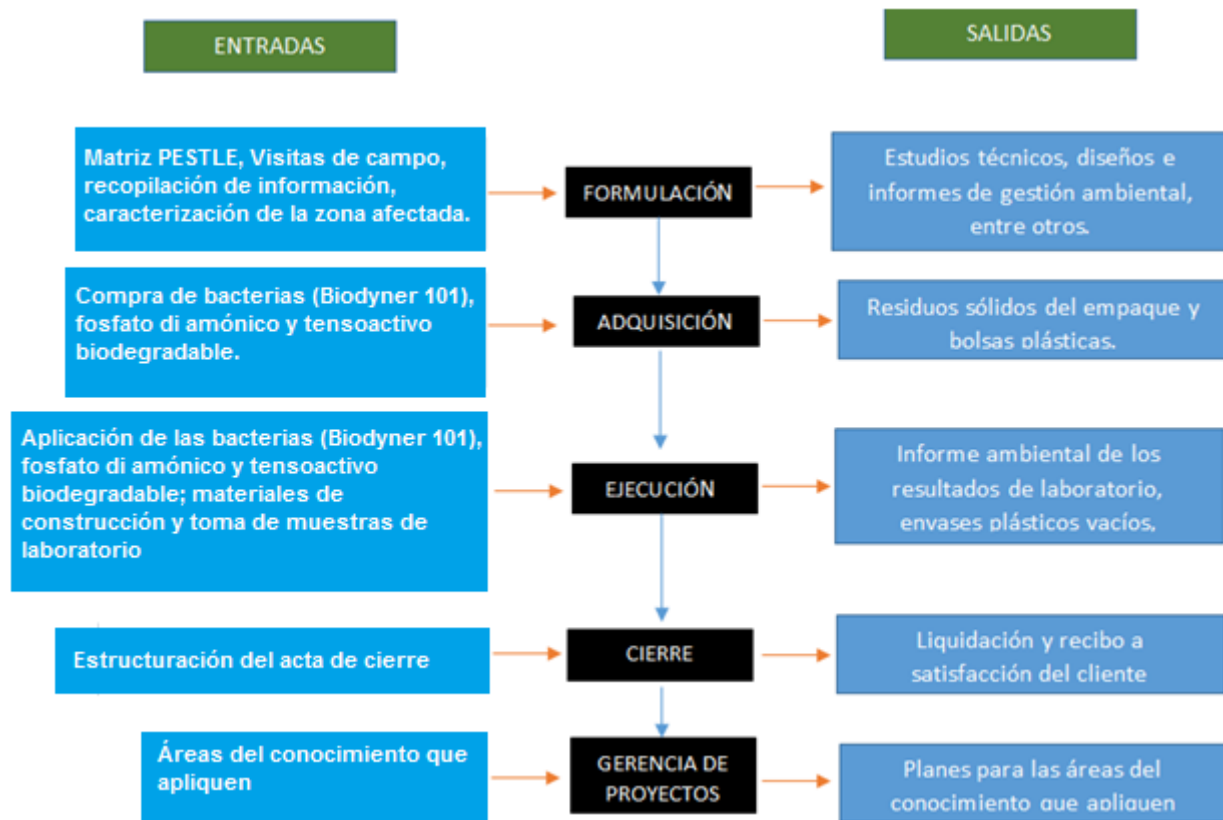 ENTRADAS
SALIDAS
Matriz PESTLE, Visitas de campo,
recopilación de información,
caracterización de la zona afectada.
FORMULACIÓN
Estudios técnicos, diseños e
informes de gestión ambiental,
entre otros.
Compra de bacterias (Biodyner 101),
fosfato di amónico y tensoactivo
biodegradable.
ADQUISICIÓN
Residuos sólidos del empaque y
bolsas plásticas.
Aplicación de las bacterias (Biodyner 101),
fosfato di amónico y tensoactivo
biodegradable; materiales de
construcción y toma de muestras de
laboratorio
EJECUCIÓN
Informe ambiental de los
resultados de laboratorio,
envases plásticos vacíos,
Estructuración del acta de cierre
CIERRE
Liquidación y recibo a
satisfacción del cliente
Áreas del conocimiento que
apliquen
GERENCIA DE
PROYECTOS
Planes para las áreas del
conocimiento que apliquen